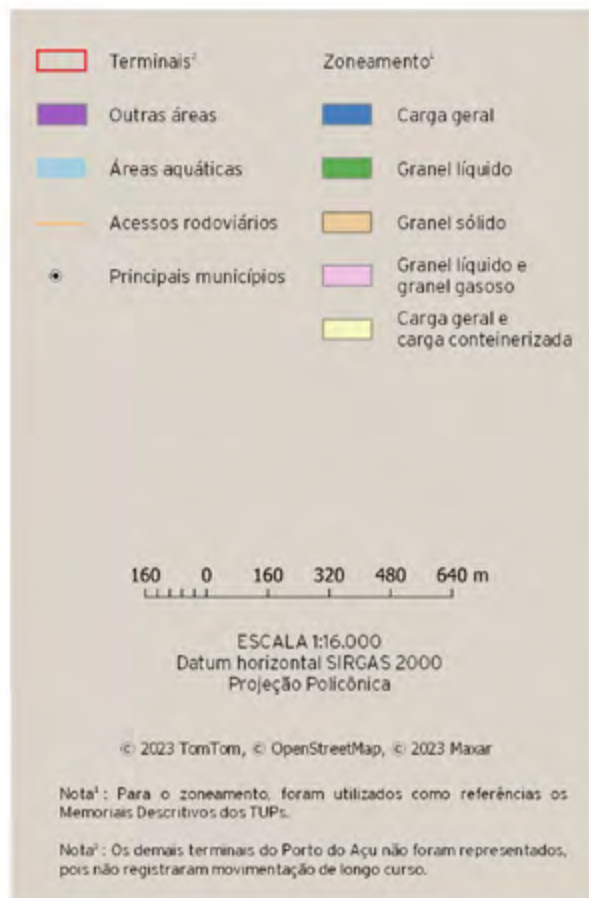 Terminais²
Outras áreas
Áreas aquáticas
Acessos rodoviários
Principais municípios
Zoneamento¹
Carga geral
Granel líquido
Granel sólido
Granel líquido e
granel gasoso
Carga geral e
carga conteinerizada
160 0 160 320 480 640 m
ESCALA 1:16.000
Datum horizontal SIRGAS 2000
Projeção Policônica
© 2023 TomTom, © OpenStreetMap, © 2023 Maxar
Nota¹ : Para o zoneamento, foram utilizados como referências os
Memoriais Descritivos dos TUPs.
Nota² : Os demais terminais do Porto do Açu não foram representados,
pois não registraram movimentação de longo curso.